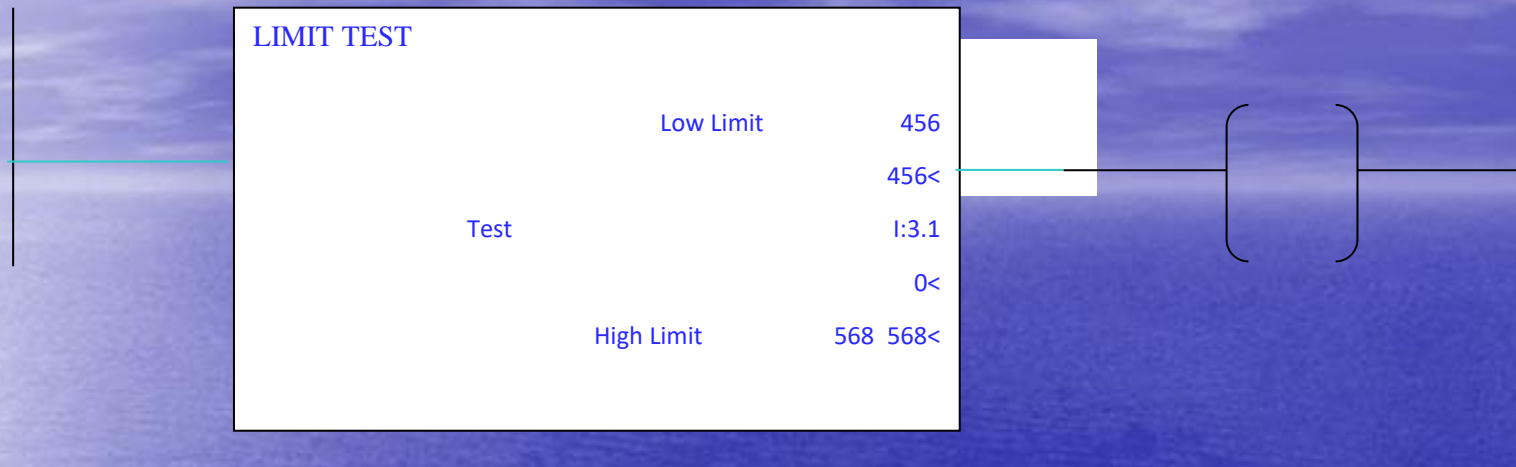 LIMIT TEST
Low Limit 456
456<
Test I:3.1
0<
High Limit 568 568<